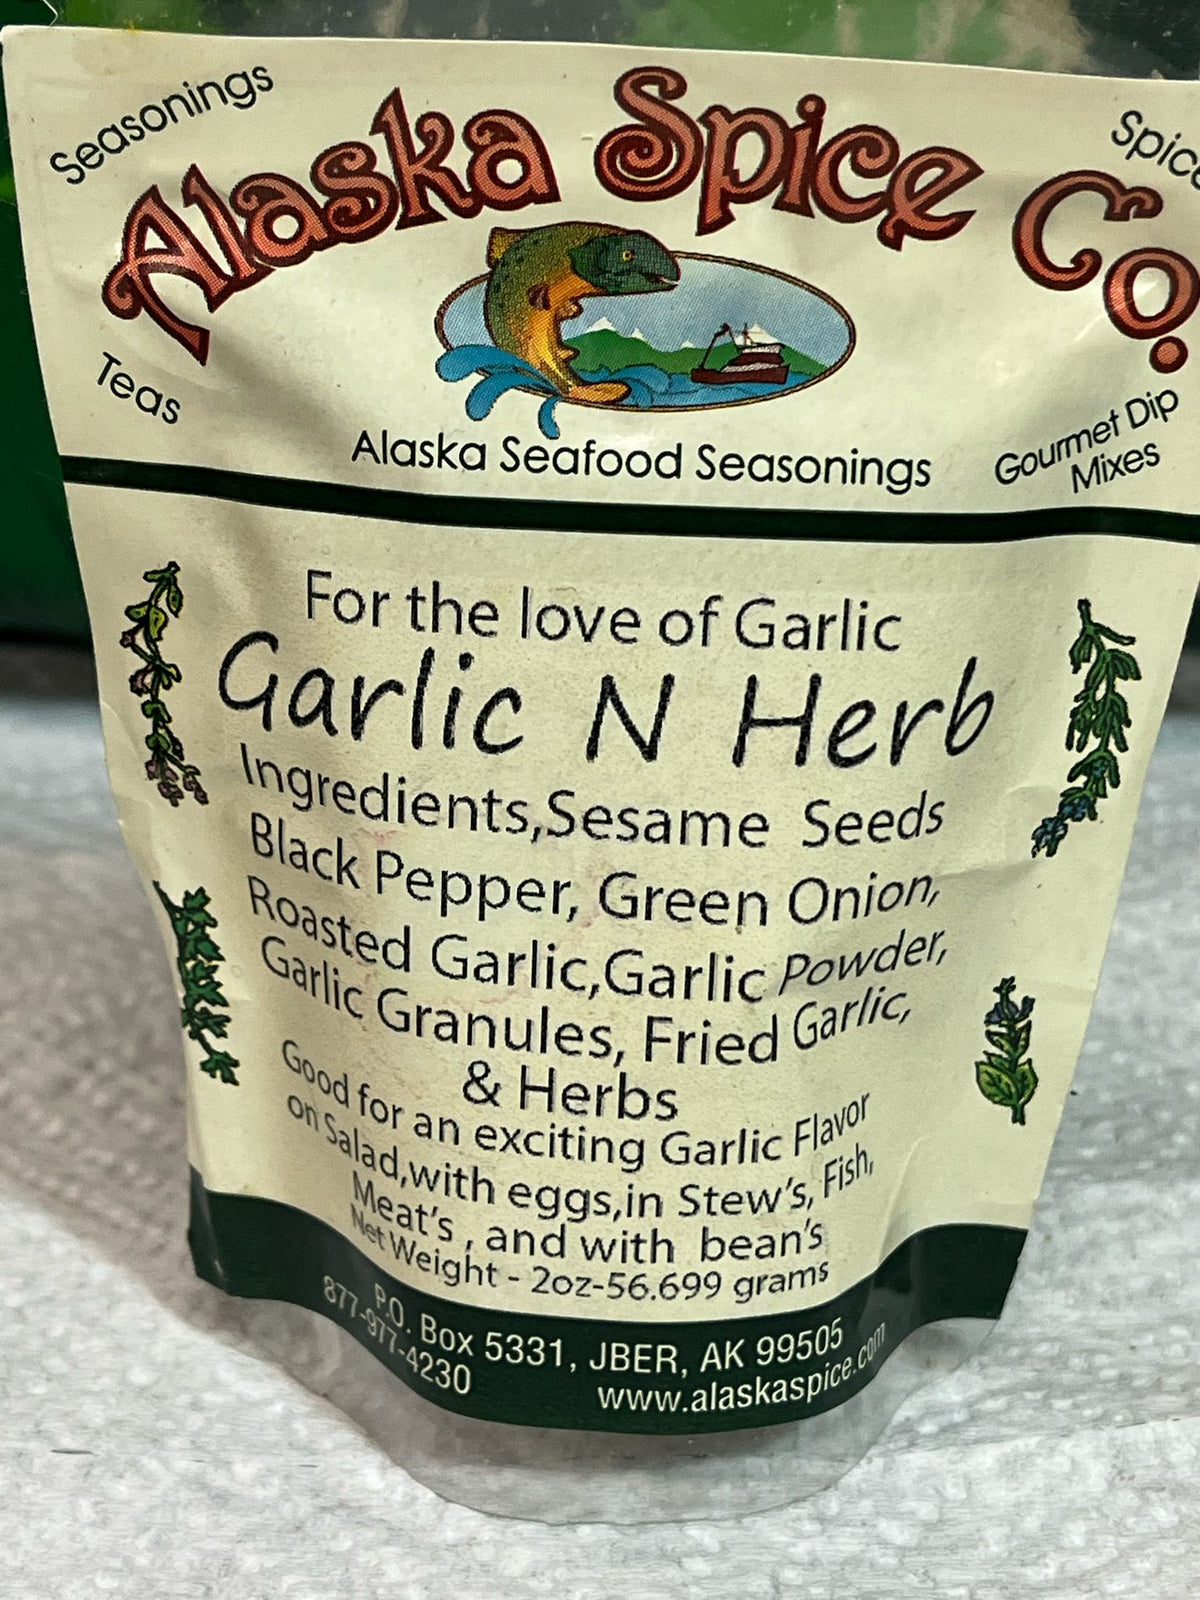 Seasonings
Alaska Spice Co.
Teas
Alaska Seafood Seasonings
Gourmet Dip
Mixes
For the love of Garlic
Garlic N Herb
Ingredients,Sesame Seeds
Black Pepper, Green Onion,
Roasted Garlic,Garlic Powder,
Garlic Granules, Fried Garlic,
& Herbs
Good for an exciting Garlic Flavor
on Salad,with eggs,in Stew's, Fish,
Meat's , and with bean's
Net Weight - 2oz-56.699 grams
P.O. Box 5331, JBER, AK 99505
877-977-4230 www.alaskaspice.com